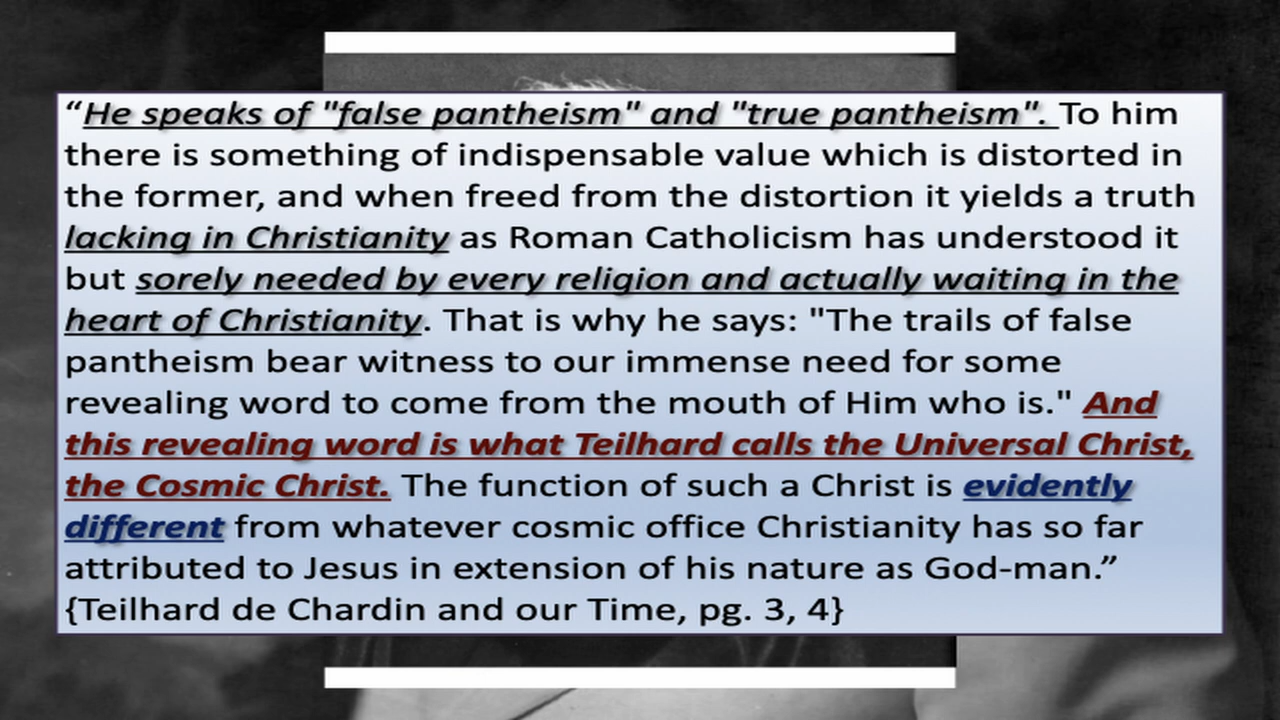 “He speaks of "false pantheism" and "true pantheism". To him
there is something of indispensable value which is distorted in
the former, and when freed from the distortion it yields a truth
lacking in Christianity as Roman Catholicism has understood it
but sorely needed by every religion and actually waiting in the
heart of Christianity. That is why he says: "The trails of false
pantheism bear witness to our immense need for some
revealing word to come from the mouth of Him who is." And
this revealing word is what Teilhard calls the Universal Christ,
the Cosmic Christ. The function of such a Christ is evidently
different from whatever cosmic office Christianity has so far
attributed to Jesus in extension of his nature as God-man.”
{Teilhard de Chardin and our Time, pg. 3, 4}